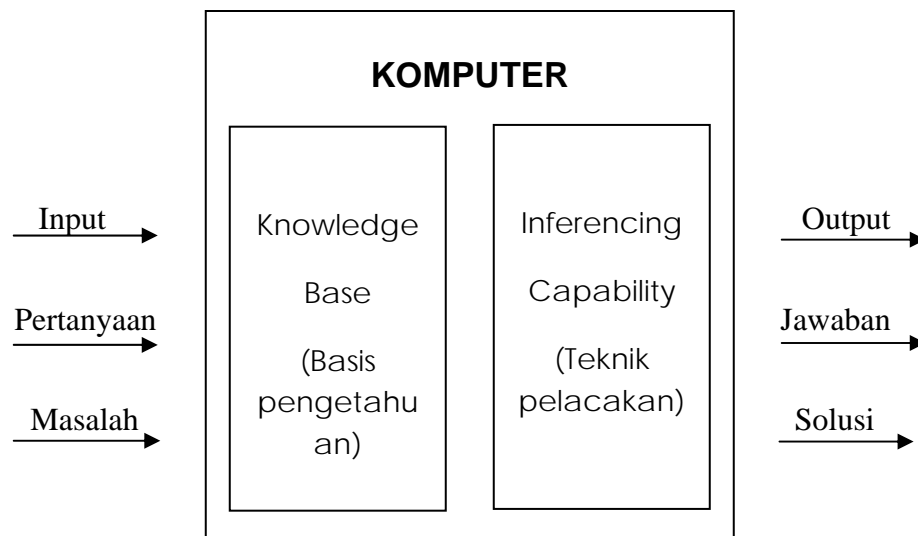 KOMPUTER
Input
Pertanyaan
Masalah
Knowledge
Base
(Basis
pengetahu
an)
Inferencing
Capability
(Teknik
pelacakan)
Output
Jawaban
Solusi